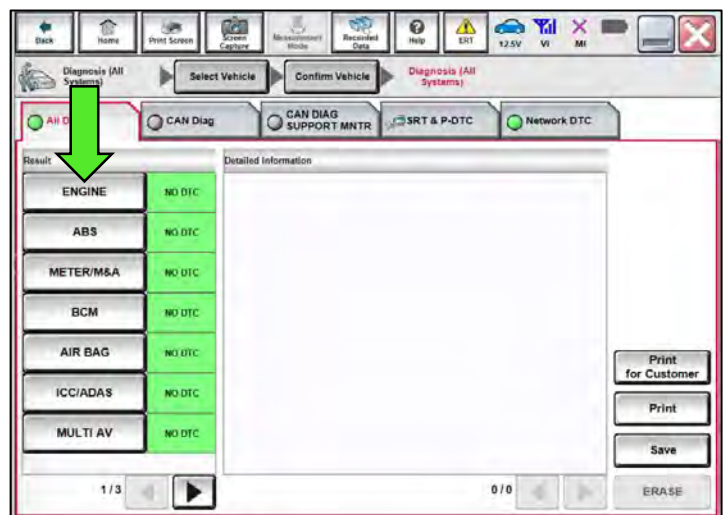 Back
Home
Print Screen
Screen
Capture
Measurement
Mode
Recorded
Data
Help
ERT
12.5V
VI
MI
Diagnosis (All
Systems)
Select Vehicle
Confirm Vehicle
Diagnosis (All
Systems)
All D
CAN Diag
CAN DIAG
SUPPORT MNTR
SRT & P-DTC
Network DTC
Result
Detailed Information
ENGINE
NO DTC
ABS
NO DTC
METER/M&A
NO DTC
BCM
NO DTC
AIR BAG
NO DTC
ICC/ADAS
NO DTC
MULTI AV
NO DTC
Print
for Customer
Print
Save
1/3
0/0
ERASE